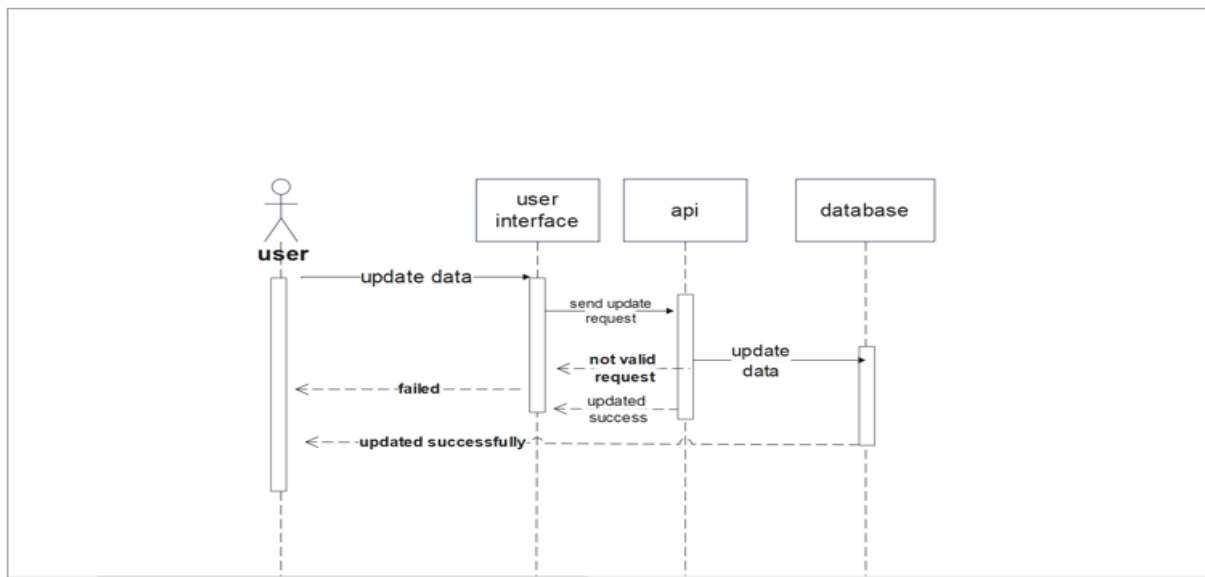 user
interface
api
database
user
update data
send update
request
update
data
not valid
request
failed
updated
success
updated successfully